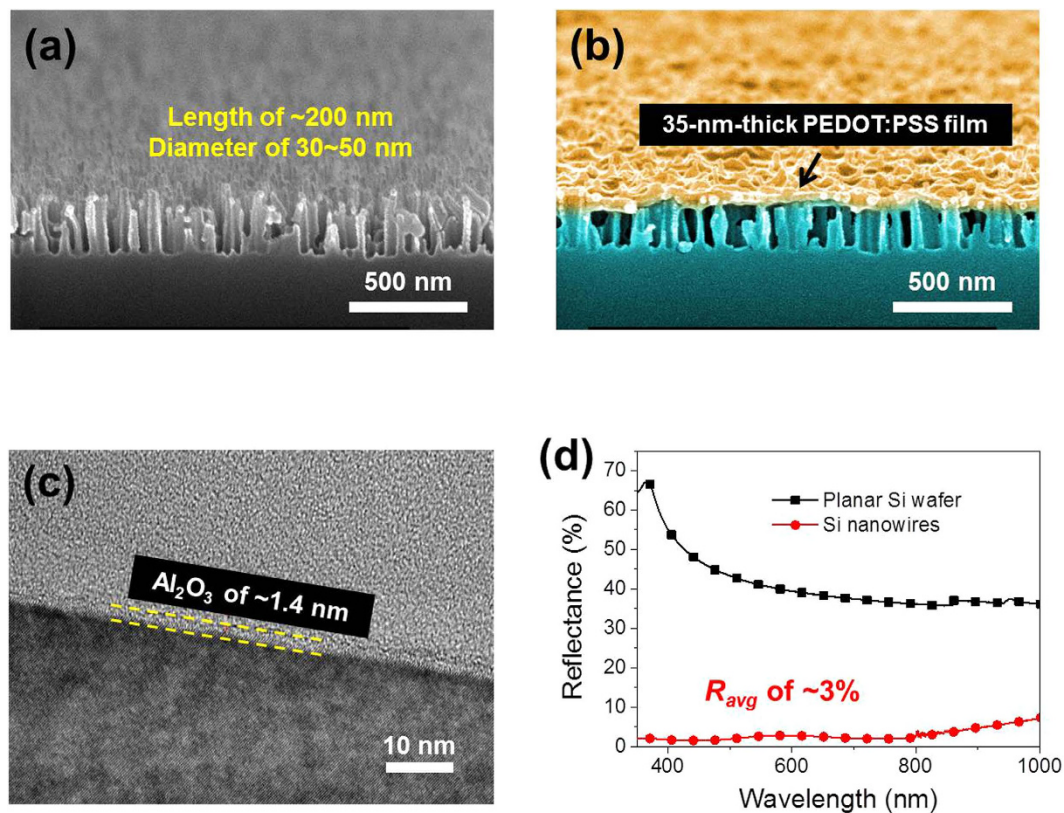 (a)
Length of ~200 nm
Diameter of 30~50 nm
500 nm
(b)
35-nm-thick PEDOT:PSS film
500 nm
(c)
Al₂O₃ of ~1.4 nm
10 nm
(d)
Reflectance (%)
70
60
50
40
30
20
10
0
Planar Si wafer
Si nanowires
R_avg of ~3%
400 600 800 1000
Wavelength (nm)